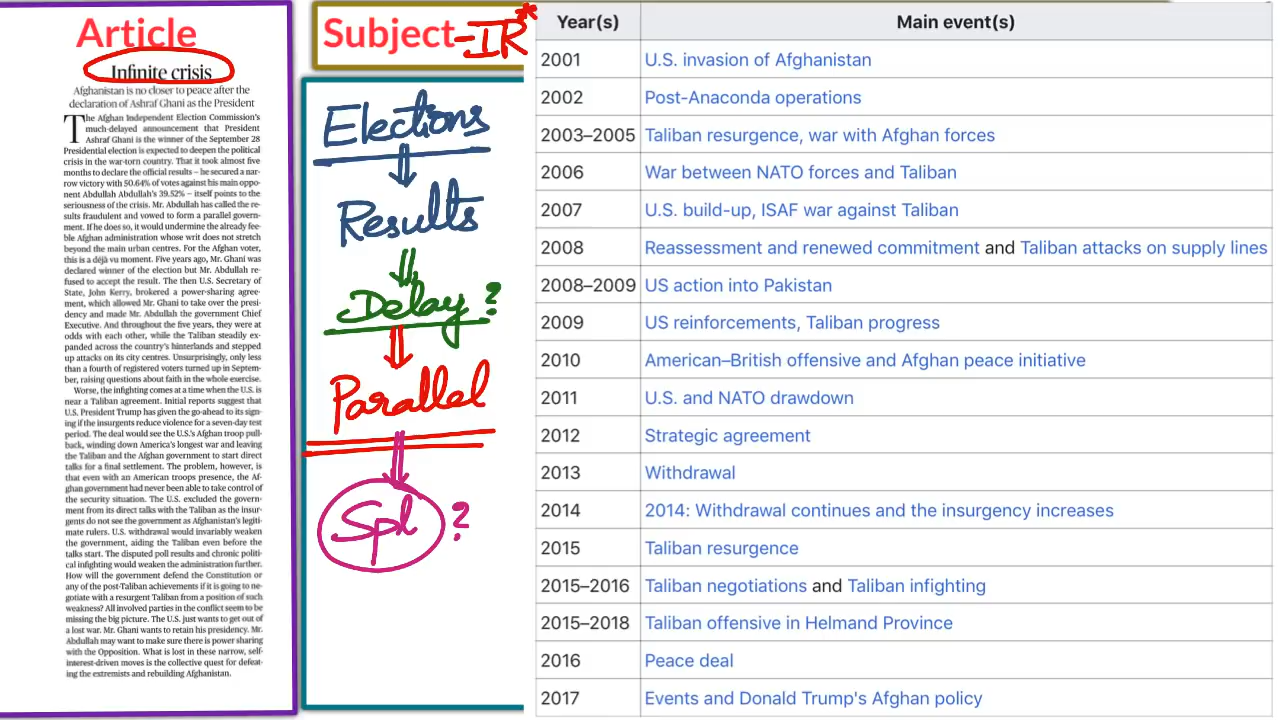 Article
Infinite crisis
Afghanistan is no closer to peace after the
declaration of Ashraf Ghani as the President
The Afghan Independent Election Commission's
much-delayed announcement that President
Ashraf Ghani is the winner of the September 28
Presidential election is expected to deepen the political
crisis in the war-torn country. That it took almost five
months to declare the official results – he secured a nar-
row victory with 50.64% of votes against his main oppo-
nent Abdullah Abdullah's 39.52% – itself points to the
seriousness of the crisis. Mr. Abdullah has called the re-
sults fraudulent and vowed to form a parallel govern-
ment. If he does so, it would undermine the already fee-
ble Afghan administration whose writ does not stretch
beyond the main urban centres. For the Afghan voter,
this is a déjà vu moment. Five years ago, Mr. Ghani was
declared winner of the election but Mr. Abdullah re-
fused to accept the result. The then U.S. Secretary of
State, John Kerry, brokered a power-sharing agree-
ment, which allowed Mr. Ghani to take over the presi-
dency and made Mr. Abdullah the government Chief
Executive. And throughout the five years, they were at
odds with each other, while the Taliban steadily ex-
panded across the country's hinterlands and stepped
up attacks on its city centres. Unsurprisingly, only less
than a fourth of registered voters turned up in Septem-
ber, raising questions about faith in the whole exercise.
Worse, the infighting comes at a time when the U.S. is
near a Taliban agreement. Initial reports suggest that
U.S. President Trump has given the go-ahead to its sign-
ing if the insurgents reduce violence for a seven-day test
period. The deal would see the U.S.'s Afghan troop pull-
back, winding down America's longest war and leaving
the Taliban and the Afghan government to start direct
talks for a final settlement. The problem, however, is
that even with an American troops presence, the Af-
ghan government had never been able to take control of
the security situation. The U.S. excluded the govern-
ment from its direct talks with the Taliban as the insur-
gents do not see the government as Afghanistan's legiti-
mate rulers. U.S. withdrawal would invariably weaken
the government, aiding the Taliban even before the
talks start. The disputed poll results and chronic politi-
cal infighting would weaken the administration further.
How will the government defend the Constitution or
any of the post-Taliban achievements if it is going to ne-
gotiate with a resurgent Taliban from a position of such
weakness? All involved parties in the conflict seem to be
missing the big picture. The U.S. just wants to get out of
a lost war. Mr. Ghani wants to retain his presidency. Mr.
Abdullah may want to make sure there is power sharing
with the Opposition. What is lost in these narrow, self-
interest-driven moves is the collective quest for defeat-
ing the extremists and rebuilding Afghanistan.
Subject-IR*
Elections
Results
Delay?
Parallel
Spl ?
Year(s) Main event(s)
2001 U.S. invasion of Afghanistan
2002 Post-Anaconda operations
2003–2005 Taliban resurgence, war with Afghan forces
2006 War between NATO forces and Taliban
2007 U.S. build-up, ISAF war against Taliban
2008 Reassessment and renewed commitment and Taliban attacks on supply lines
2008–2009 US action into Pakistan
2009 US reinforcements, Taliban progress
2010 American–British offensive and Afghan peace initiative
2011 U.S. and NATO drawdown
2012 Strategic agreement
2013 Withdrawal
2014 2014: Withdrawal continues and the insurgency increases
2015 Taliban resurgence
2015–2016 Taliban negotiations and Taliban infighting
2015–2018 Taliban offensive in Helmand Province
2016 Peace deal
2017 Events and Donald Trump's Afghan policy